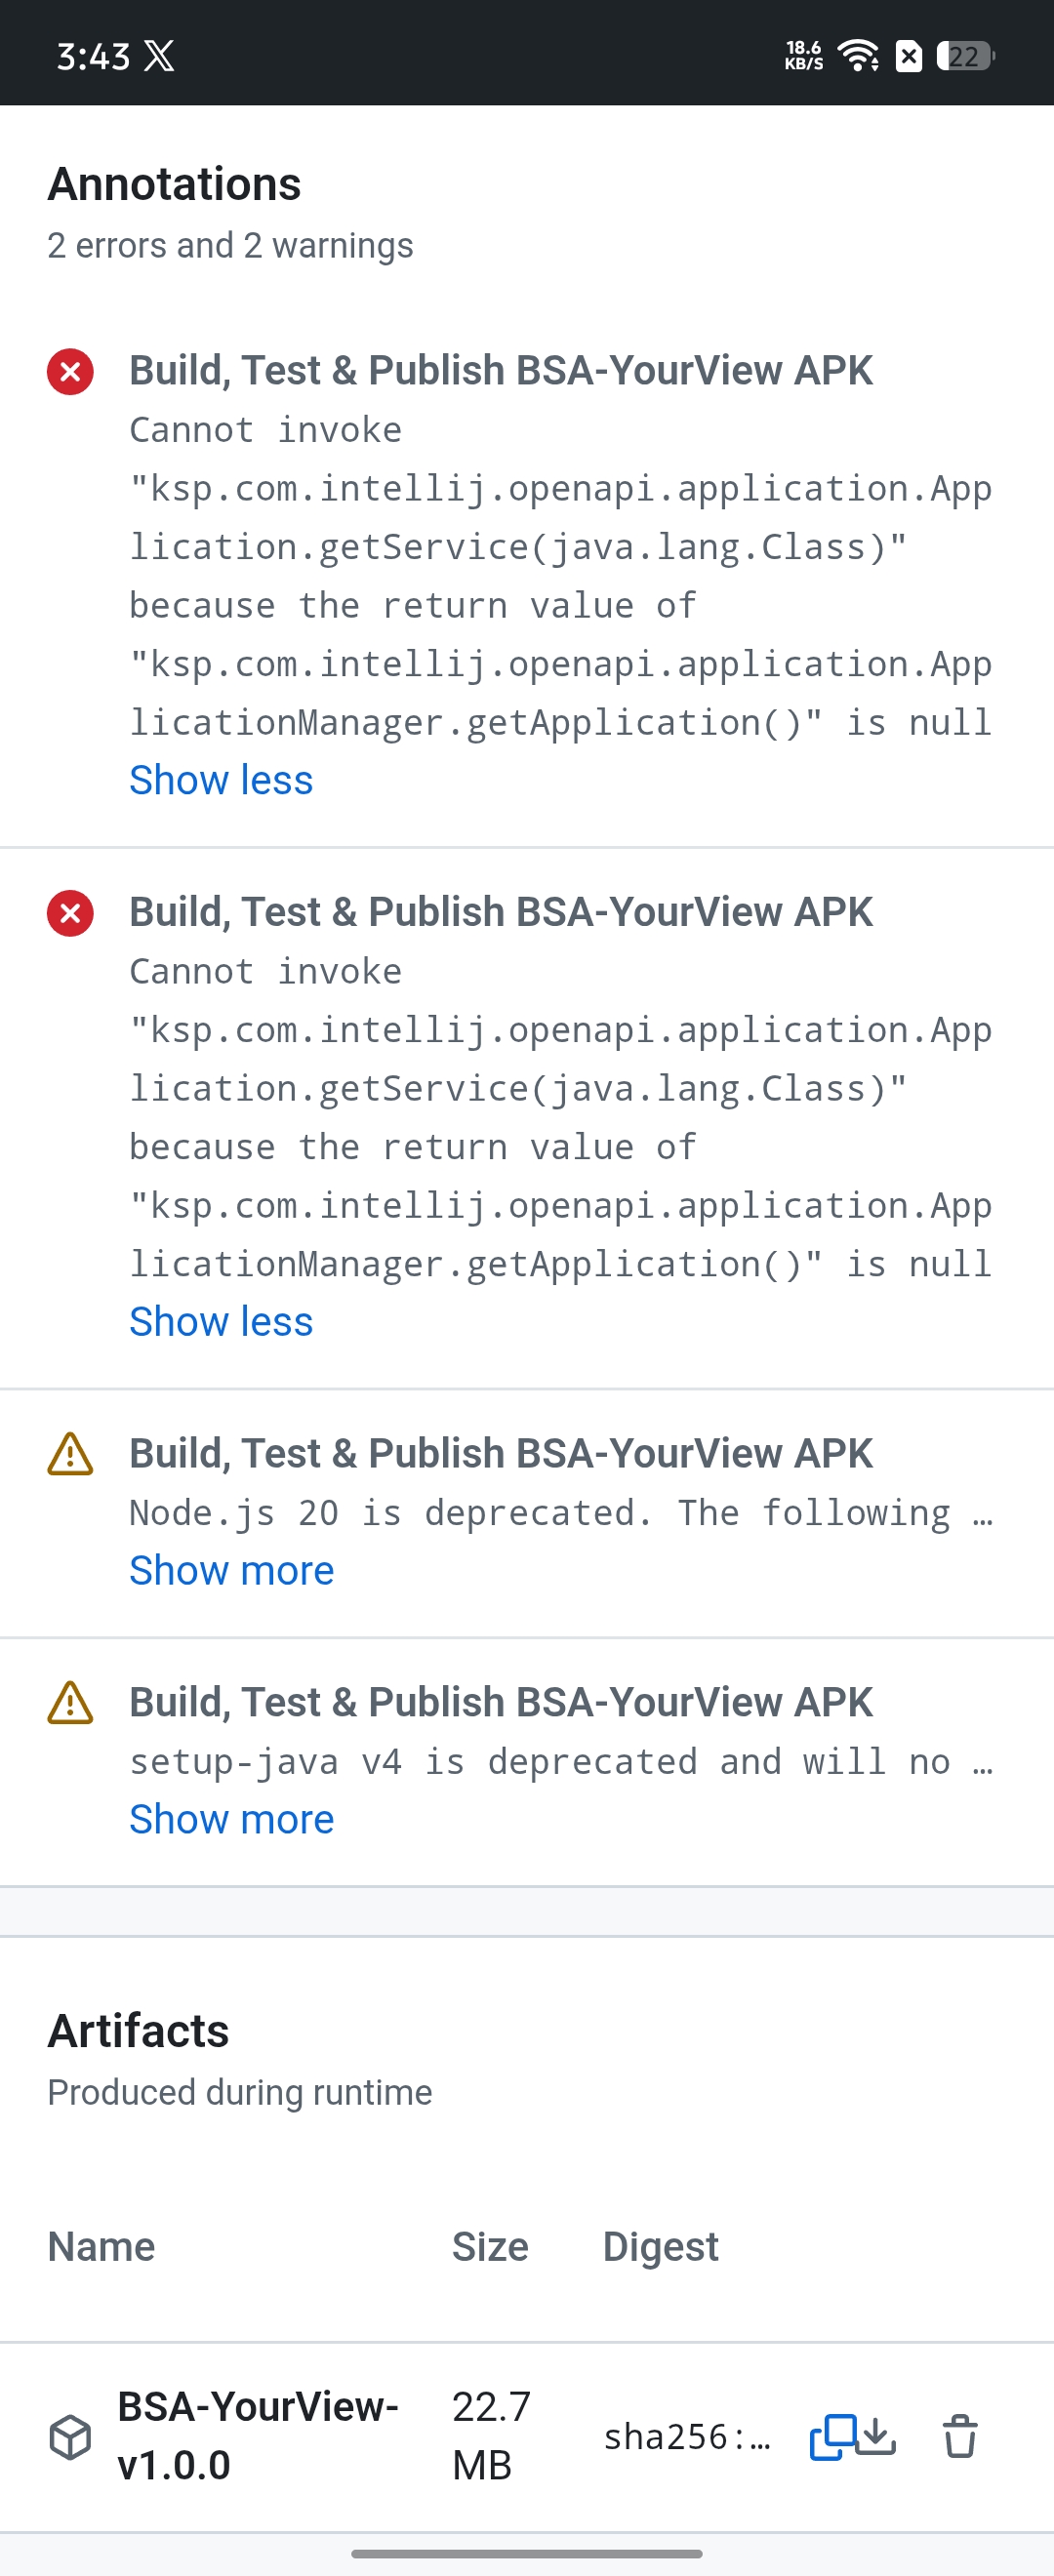 3:43
18.6
KB/S
22
Annotations
2 errors and 2 warnings
Build, Test & Publish BSA-YourView APK
Cannot invoke
"ksp.com.intellij.openapi.application.App
lication.getService(java.lang.Class)"
because the return value of
"ksp.com.intellij.openapi.application.App
licationManager.getApplication()" is null
Show less
Build, Test & Publish BSA-YourView APK
Cannot invoke
"ksp.com.intellij.openapi.application.App
lication.getService(java.lang.Class)"
because the return value of
"ksp.com.intellij.openapi.application.App
licationManager.getApplication()" is null
Show less
Build, Test & Publish BSA-YourView APK
Node.js 20 is deprecated. The following …
Show more
Build, Test & Publish BSA-YourView APK
setup-java v4 is deprecated and will no …
Show more
Artifacts
Produced during runtime
Name Size Digest
BSA-YourView-
v1.0.0
22.7
MB
sha256:…